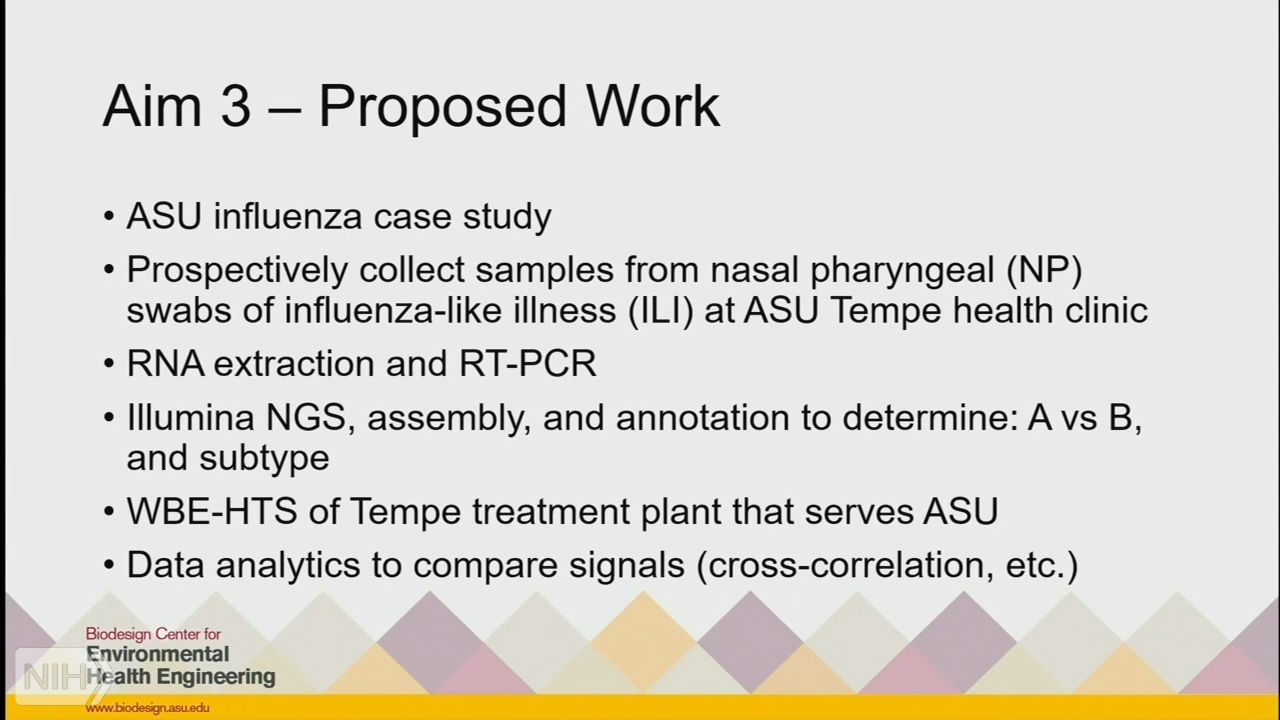 Aim 3 – Proposed Work
• ASU influenza case study
• Prospectively collect samples from nasal pharyngeal (NP)
swabs of influenza-like illness (ILI) at ASU Tempe health clinic
• RNA extraction and RT-PCR
• Illumina NGS, assembly, and annotation to determine: A vs B,
and subtype
• WBE-HTS of Tempe treatment plant that serves ASU
• Data analytics to compare signals (cross-correlation, etc.)
Biodesign Center for
Environmental
Health Engineering
NIH
www.biodesign.asu.edu